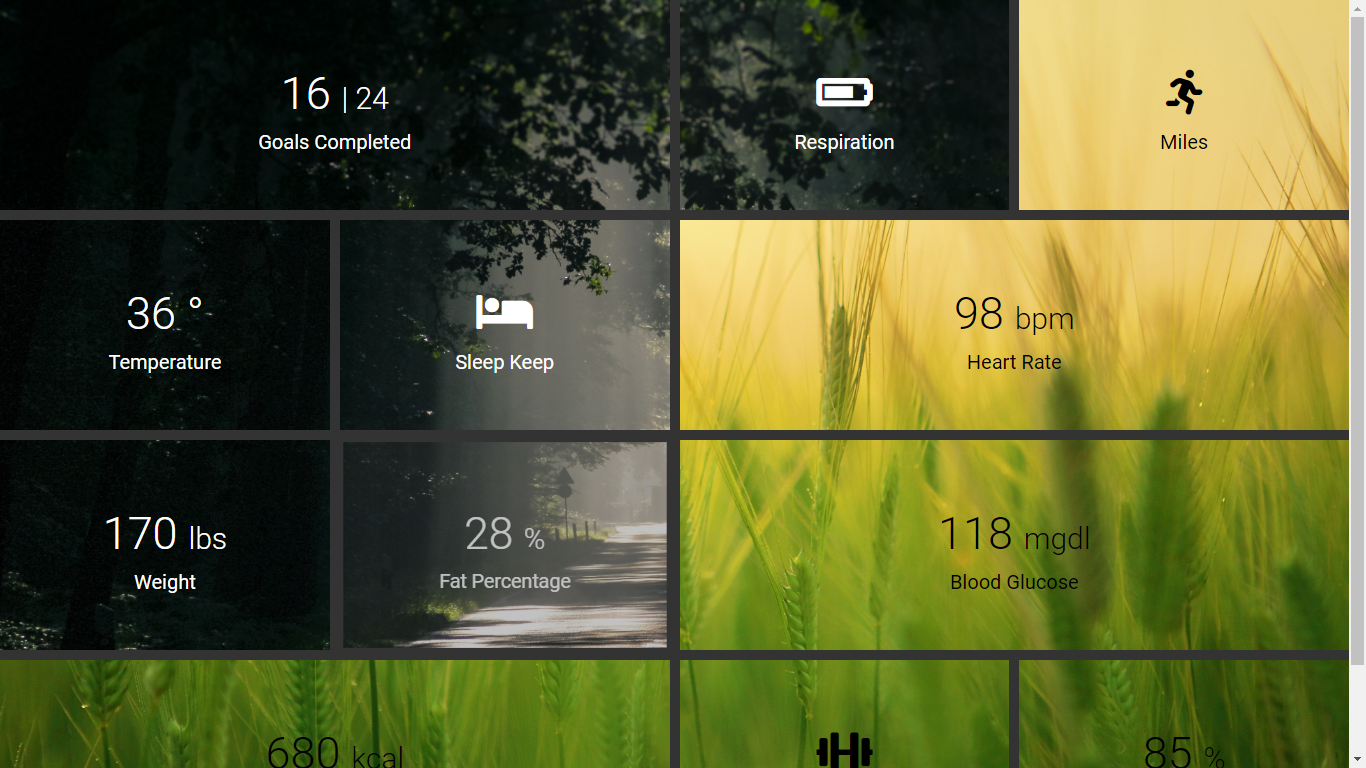 16 | 24
Goals Completed
Respiration
Miles
36 °
Temperature
Sleep Keep
98 bpm
Heart Rate
170 lbs
Weight
28 %
Fat Percentage
118 mgdl
Blood Glucose
680 kcal
85 %